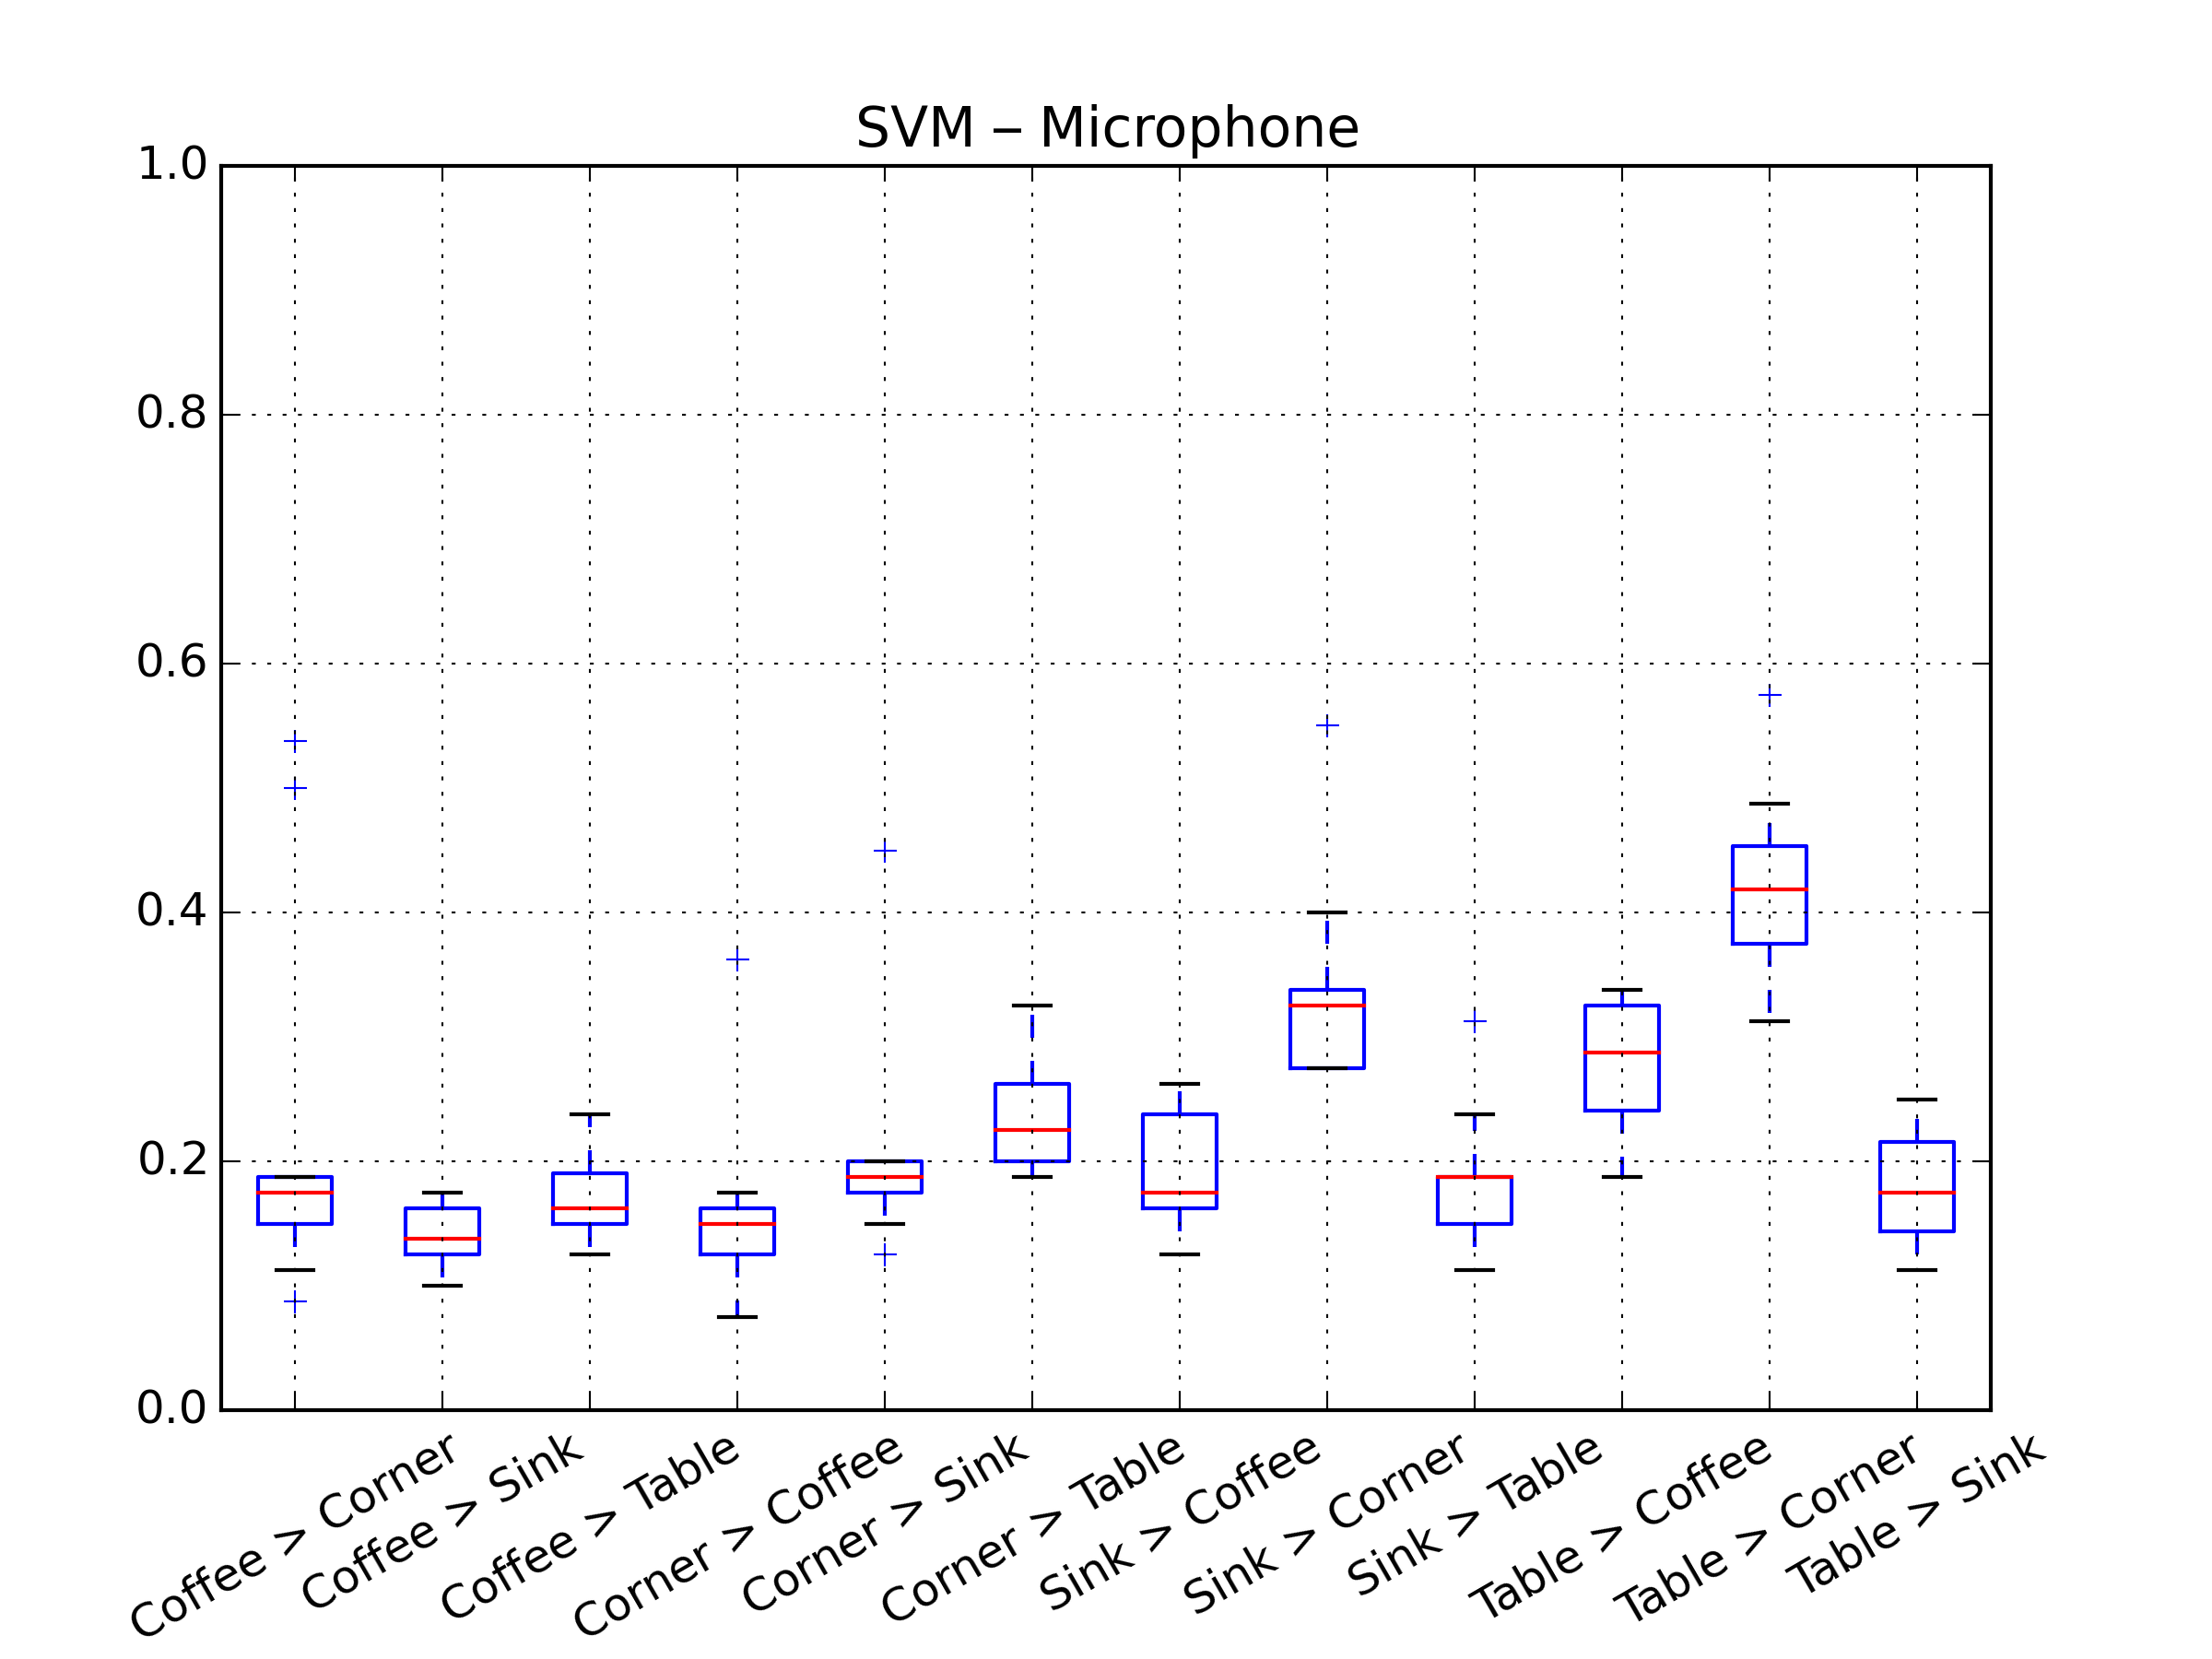 SVM – Microphone
1.0
0.8
0.6
0.4
0.2
0.0
Coffee > Corner
Coffee > Sink
Coffee > Table
Corner > Coffee
Corner > Sink
Corner > Table
Sink > Coffee
Sink > Corner
Sink > Table
Table > Coffee
Table > Corner
Table > Sink